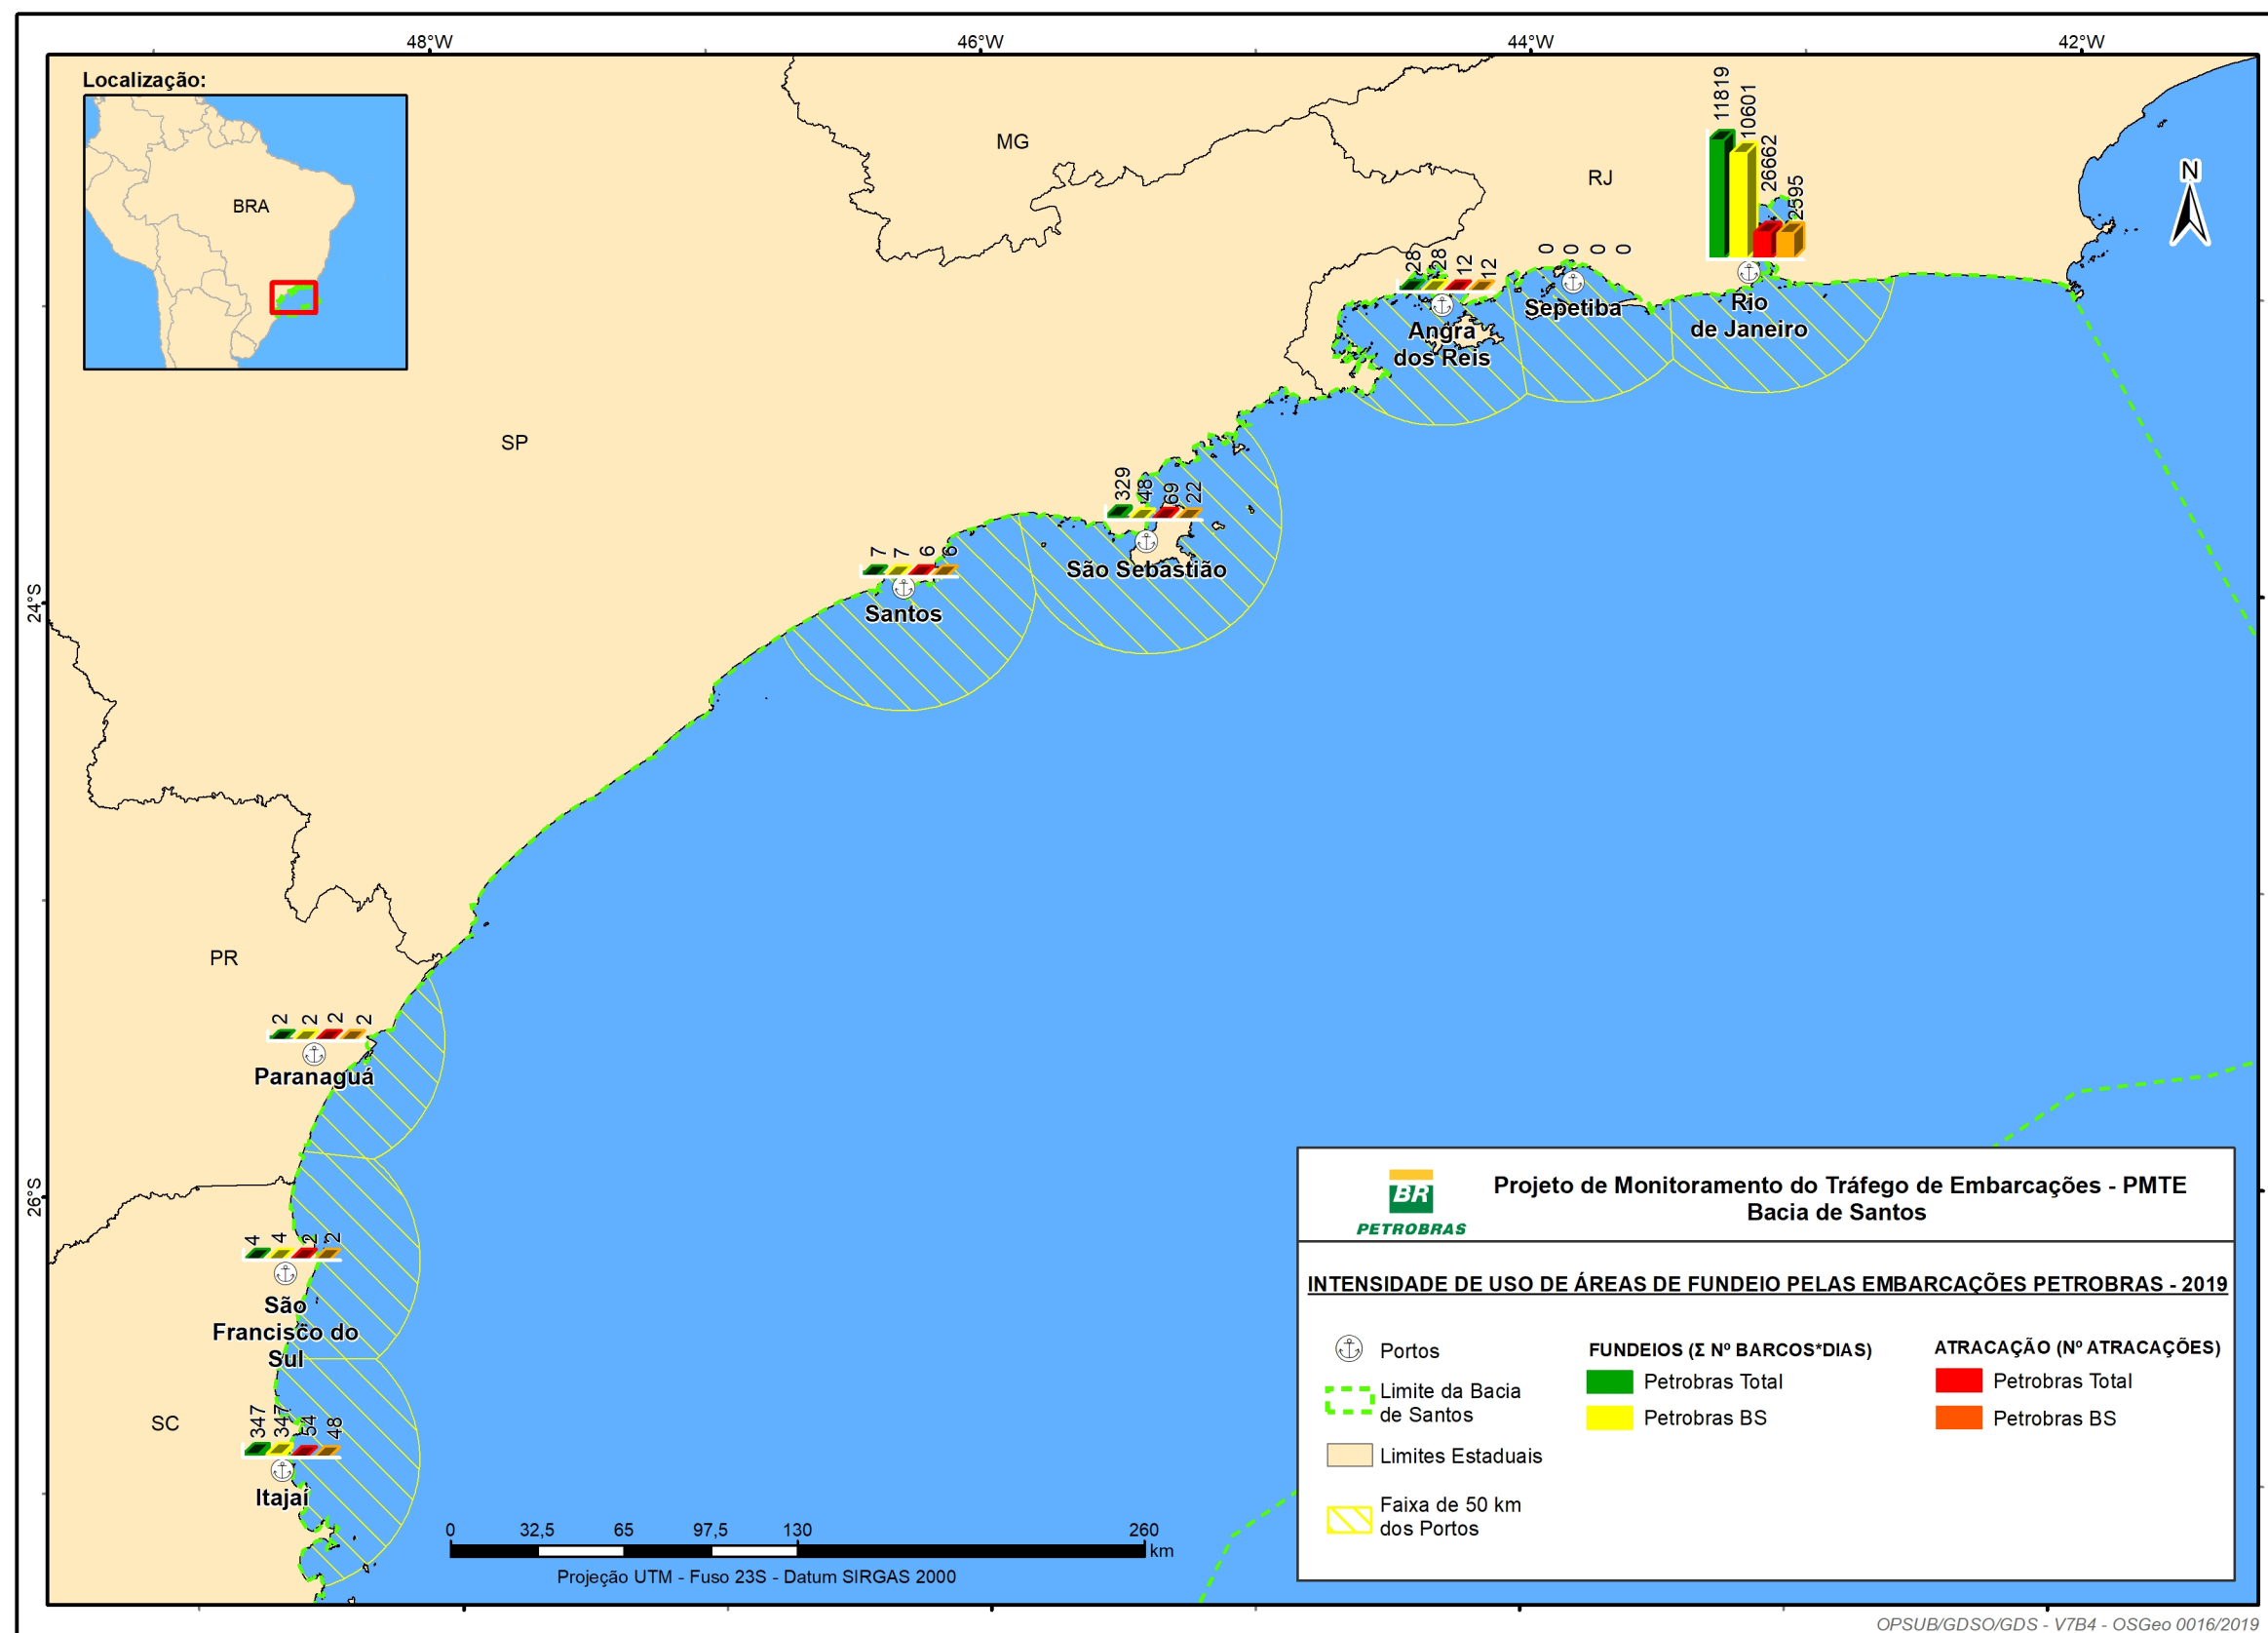 48°W
46°W
44°W
42°W
Localização:
BRA
MG
RJ
SP
PR
SC
N
24°S
26°S
11819
10601
26662
2595
Rio
de Janeiro
0
0
0
0
Sepetiba
28
28
12
12
Angra
dos Reis
329
48
69
22
São Sebastião
7
7
6
6
Santos
2
2
2
2
Paranaguá
4
4
2
2
São
Francisco do
Sul
347
347
54
48
Itajaí
0
32,5
65
97,5
130
260
km
Projeção UTM - Fuso 23S - Datum SIRGAS 2000
BR
PETROBRAS
Projeto de Monitoramento do Tráfego de Embarcações - PMTE
Bacia de Santos
INTENSIDADE DE USO DE ÁREAS DE FUNDEIO PELAS EMBARCAÇÕES PETROBRAS - 2019
Portos
Limite da Bacia
de Santos
Limites Estaduais
Faixa de 50 km
dos Portos
FUNDEIOS (Σ Nº BARCOS*DIAS)
Petrobras Total
Petrobras BS
ATRACAÇÃO (Nº ATRACAÇÕES)
Petrobras Total
Petrobras BS
OPSUB/GDSO/GDS - V7B4 - OSGeo 0016/2019